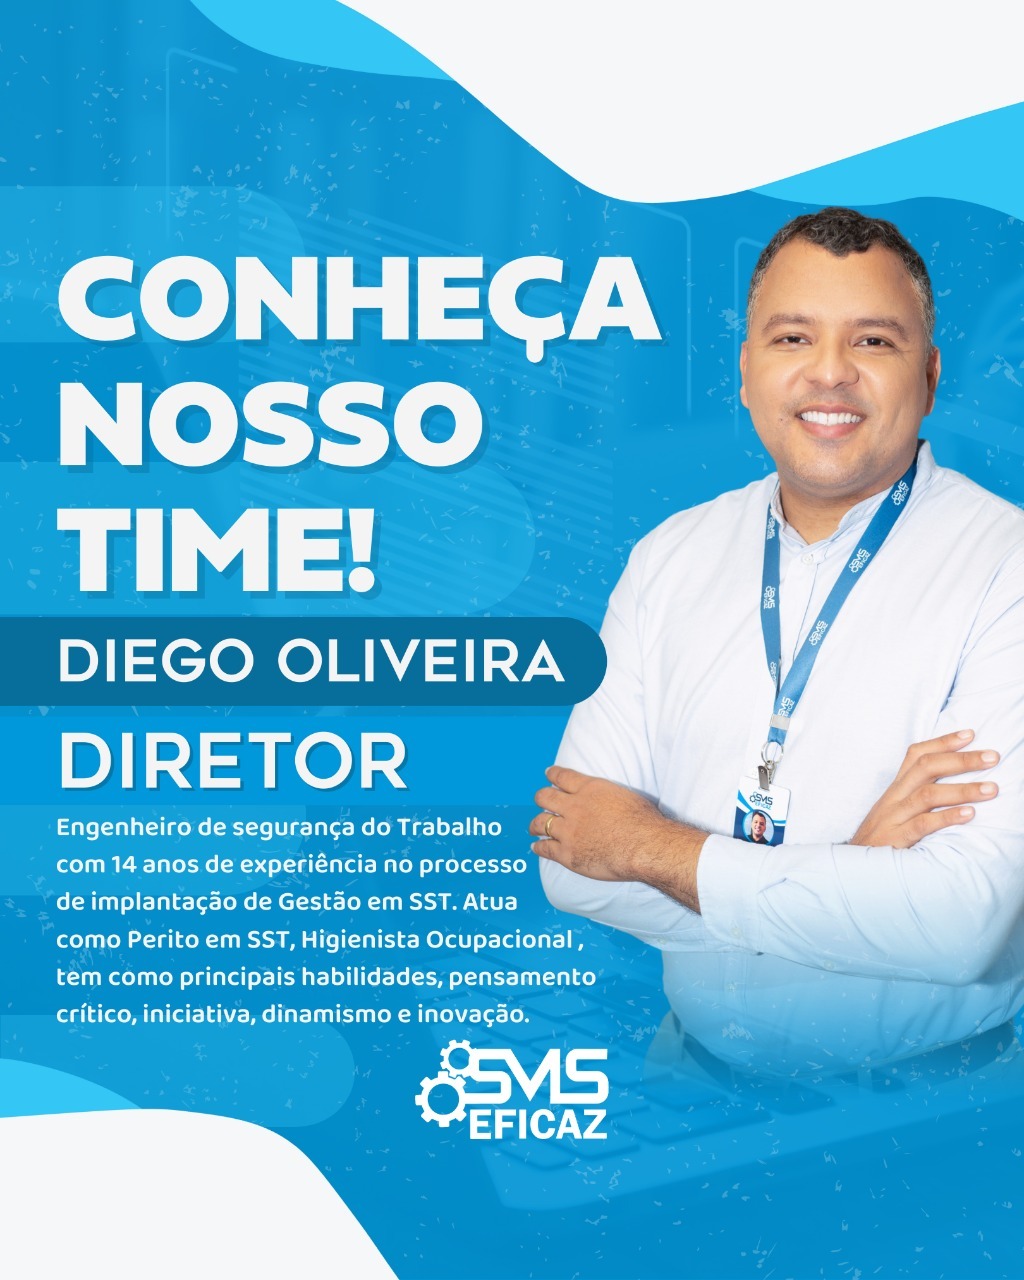 CONHEÇA
NOSSO
TIME!
DIEGO OLIVEIRA
DIRETOR
Engenheiro de segurança do Trabalho
com 14 anos de experiência no processo
de implantação de Gestão em SST. Atua
como Perito em SST, Higienista Ocupacional ,
tem como principais habilidades, pensamento
crítico, iniciativa, dinamismo e inovação.
SMS
EFICAZ
SMS
EFICAZ